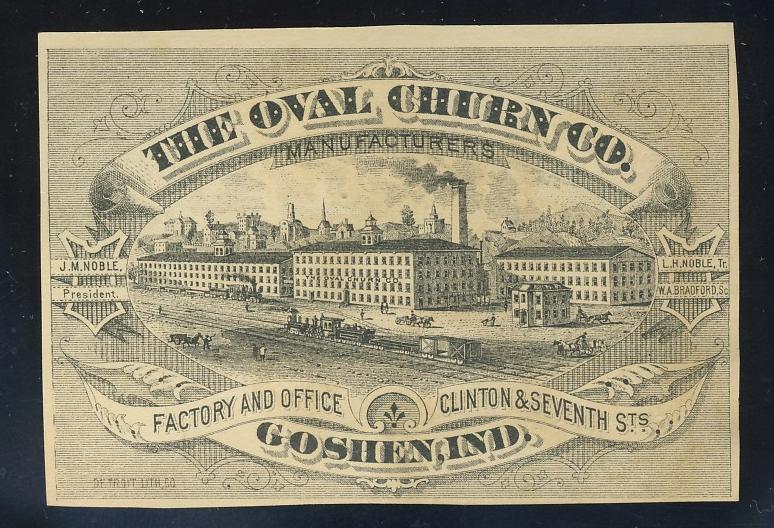 THE OVAL CHURN CO.
MANUFACTURERS
J.M. NOBLE,
President.
L.H. NOBLE, Tr.
W.A. BRADFORD, Sc.
FACTORY AND OFFICE
CLINTON & SEVENTH STS
GOSHEN, IND.
DETROIT LITH. CO.